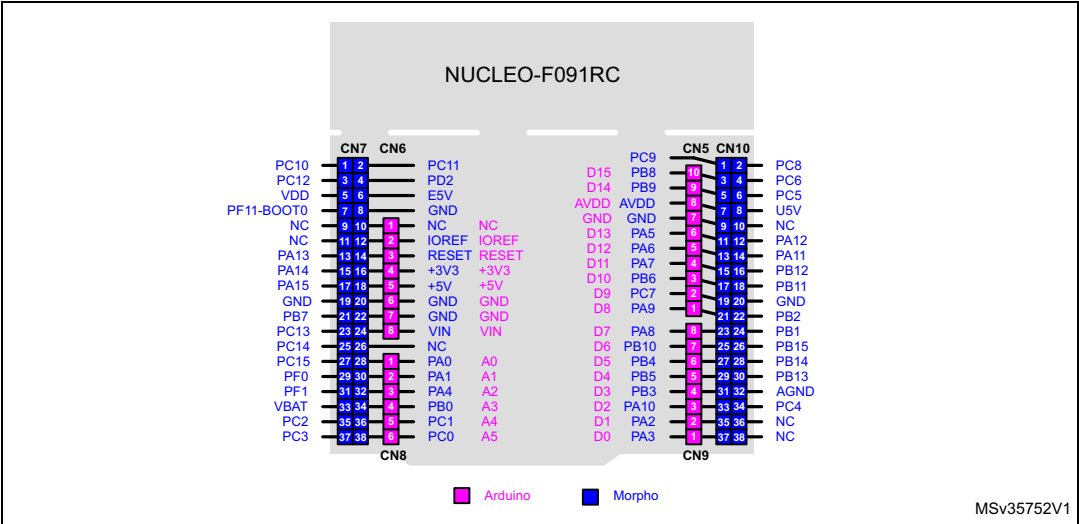 NUCLEO-F091RC
CN7 CN6 CN5 CN10
PC9
PC10 1 2 PC11 1 2 PC8
D15 PB8 10
PC12 3 4 PD2 3 4 PC6
D14 PB9 9
VDD 5 6 E5V 5 6 PC5
AVDD AVDD 8
PF11-BOOT0 7 8 GND 7 8 U5V
GND GND 7
NC 9 10 1 NC NC 9 10 NC
D13 PA5 6
NC 11 12 2 IOREF IOREF 11 12 PA12
D12 PA6 5
PA13 13 14 3 RESET RESET 13 14 PA11
D11 PA7 4
PA14 15 16 4 +3V3 +3V3 15 16 PB12
D10 PB6 3
PA15 17 18 5 +5V +5V 17 18 PB11
D9 PC7 2
GND 19 20 6 GND GND 19 20 GND
D8 PA9 1
PB7 21 22 7 GND GND 21 22 PB2
PC13 23 24 8 VIN VIN D7 PA8 8 23 24 PB1
PC14 25 26 NC D6 PB10 7 25 26 PB15
PC15 27 28 1 PA0 A0 D5 PB4 6 27 28 PB14
PF0 29 30 2 PA1 A1 D4 PB5 5 29 30 PB13
PF1 31 32 3 PA4 A2 D3 PB3 4 31 32 AGND
VBAT 33 34 4 PB0 A3 D2 PA10 3 33 34 PC4
PC2 35 36 5 PC1 A4 D1 PA2 2 35 36 NC
PC3 37 38 6 PC0 A5 D0 PA3 1 37 38 NC
CN8 CN9
Arduino Morpho
MSv35752V1